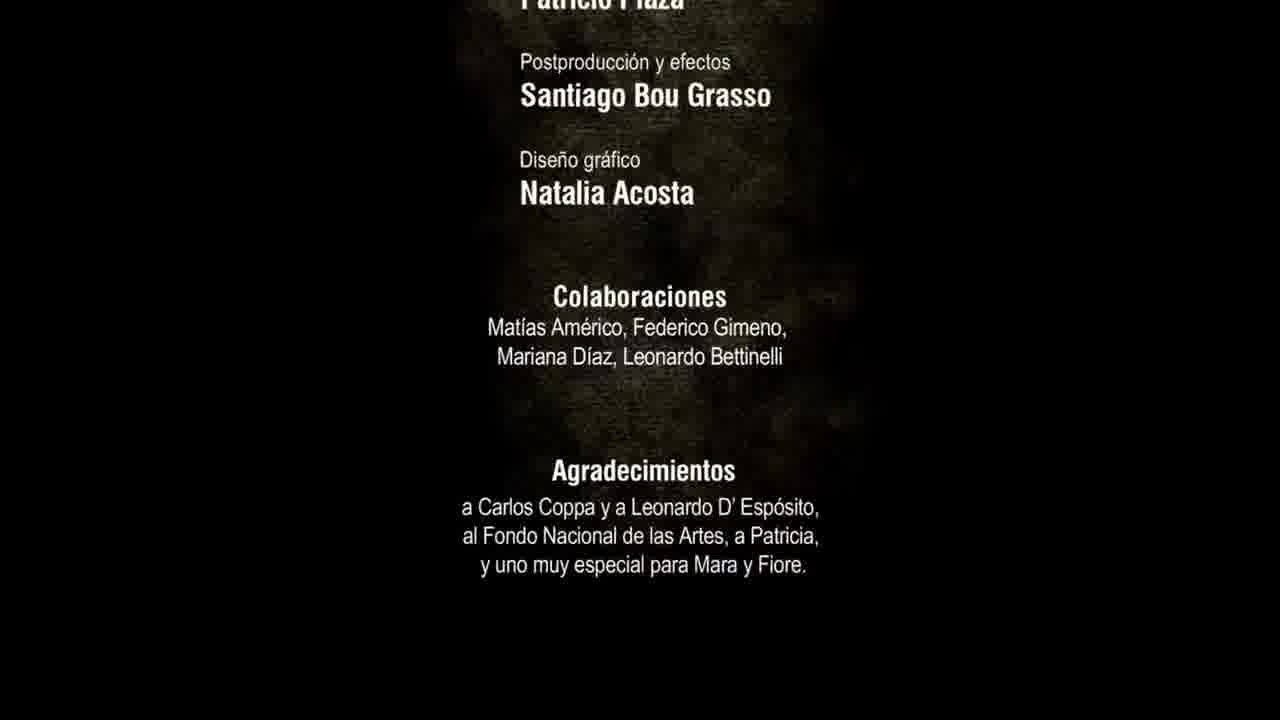 Patricio Plaza
Postproducción y efectos
Santiago Bou Grasso
Diseño gráfico
Natalia Acosta
Colaboraciones
Matías Américo, Federico Gimeno,
Mariana Díaz, Leonardo Bettinelli
Agradecimientos
a Carlos Coppa y a Leonardo D’ Espósito,
al Fondo Nacional de las Artes, a Patricia,
y uno muy especial para Mara y Fiore.